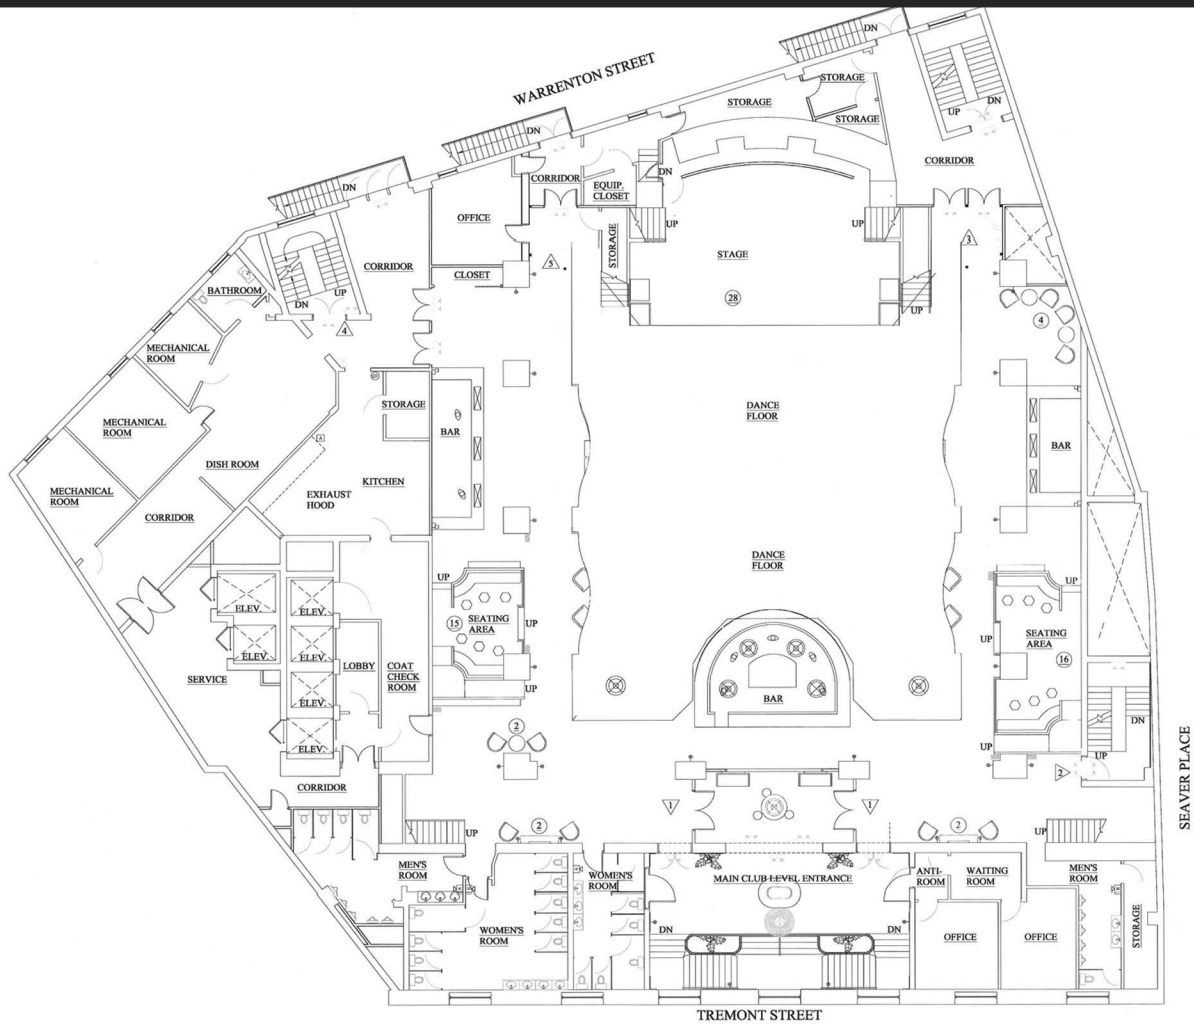 WARRENTON STREET
DN
STORAGE
STORAGE
STORAGE
DN
UP
DN
CORRIDOR
DN
DN
CORRIDOR
EQUIP.
CLOSET
DN
OFFICE
UP
UP
STORAGE
STAGE
3
5
CORRIDOR
CLOSET
BATHROOM
DN
UP
28
UP
4
4
MECHANICAL
ROOM
STORAGE
DANCE
FLOOR
MECHANICAL
ROOM
BAR
BAR
DISH ROOM
KITCHEN
EXHAUST
HOOD
MECHANICAL
ROOM
CORRIDOR
DANCE
FLOOR
UP
UP
ELEV.
ELEV.
15
SEATING
AREA
UP
UP
SEATING
AREA
16
ELEV.
ELEV.
LOBBY
COAT
CHECK
ROOM
SERVICE
UP
BAR
ELEV.
ELEV.
2
DN
UP
UP
2
SEAVER PLACE
CORRIDOR
1
1
UP
2
2
UP
MEN'S
ROOM
WOMEN'S
ROOM
MAIN CLUB LEVEL ENTRANCE
ANTI-
ROOM
WAITING
ROOM
MEN'S
ROOM
WOMEN'S
ROOM
DN
DN
OFFICE
OFFICE
STORAGE
TREMONT STREET